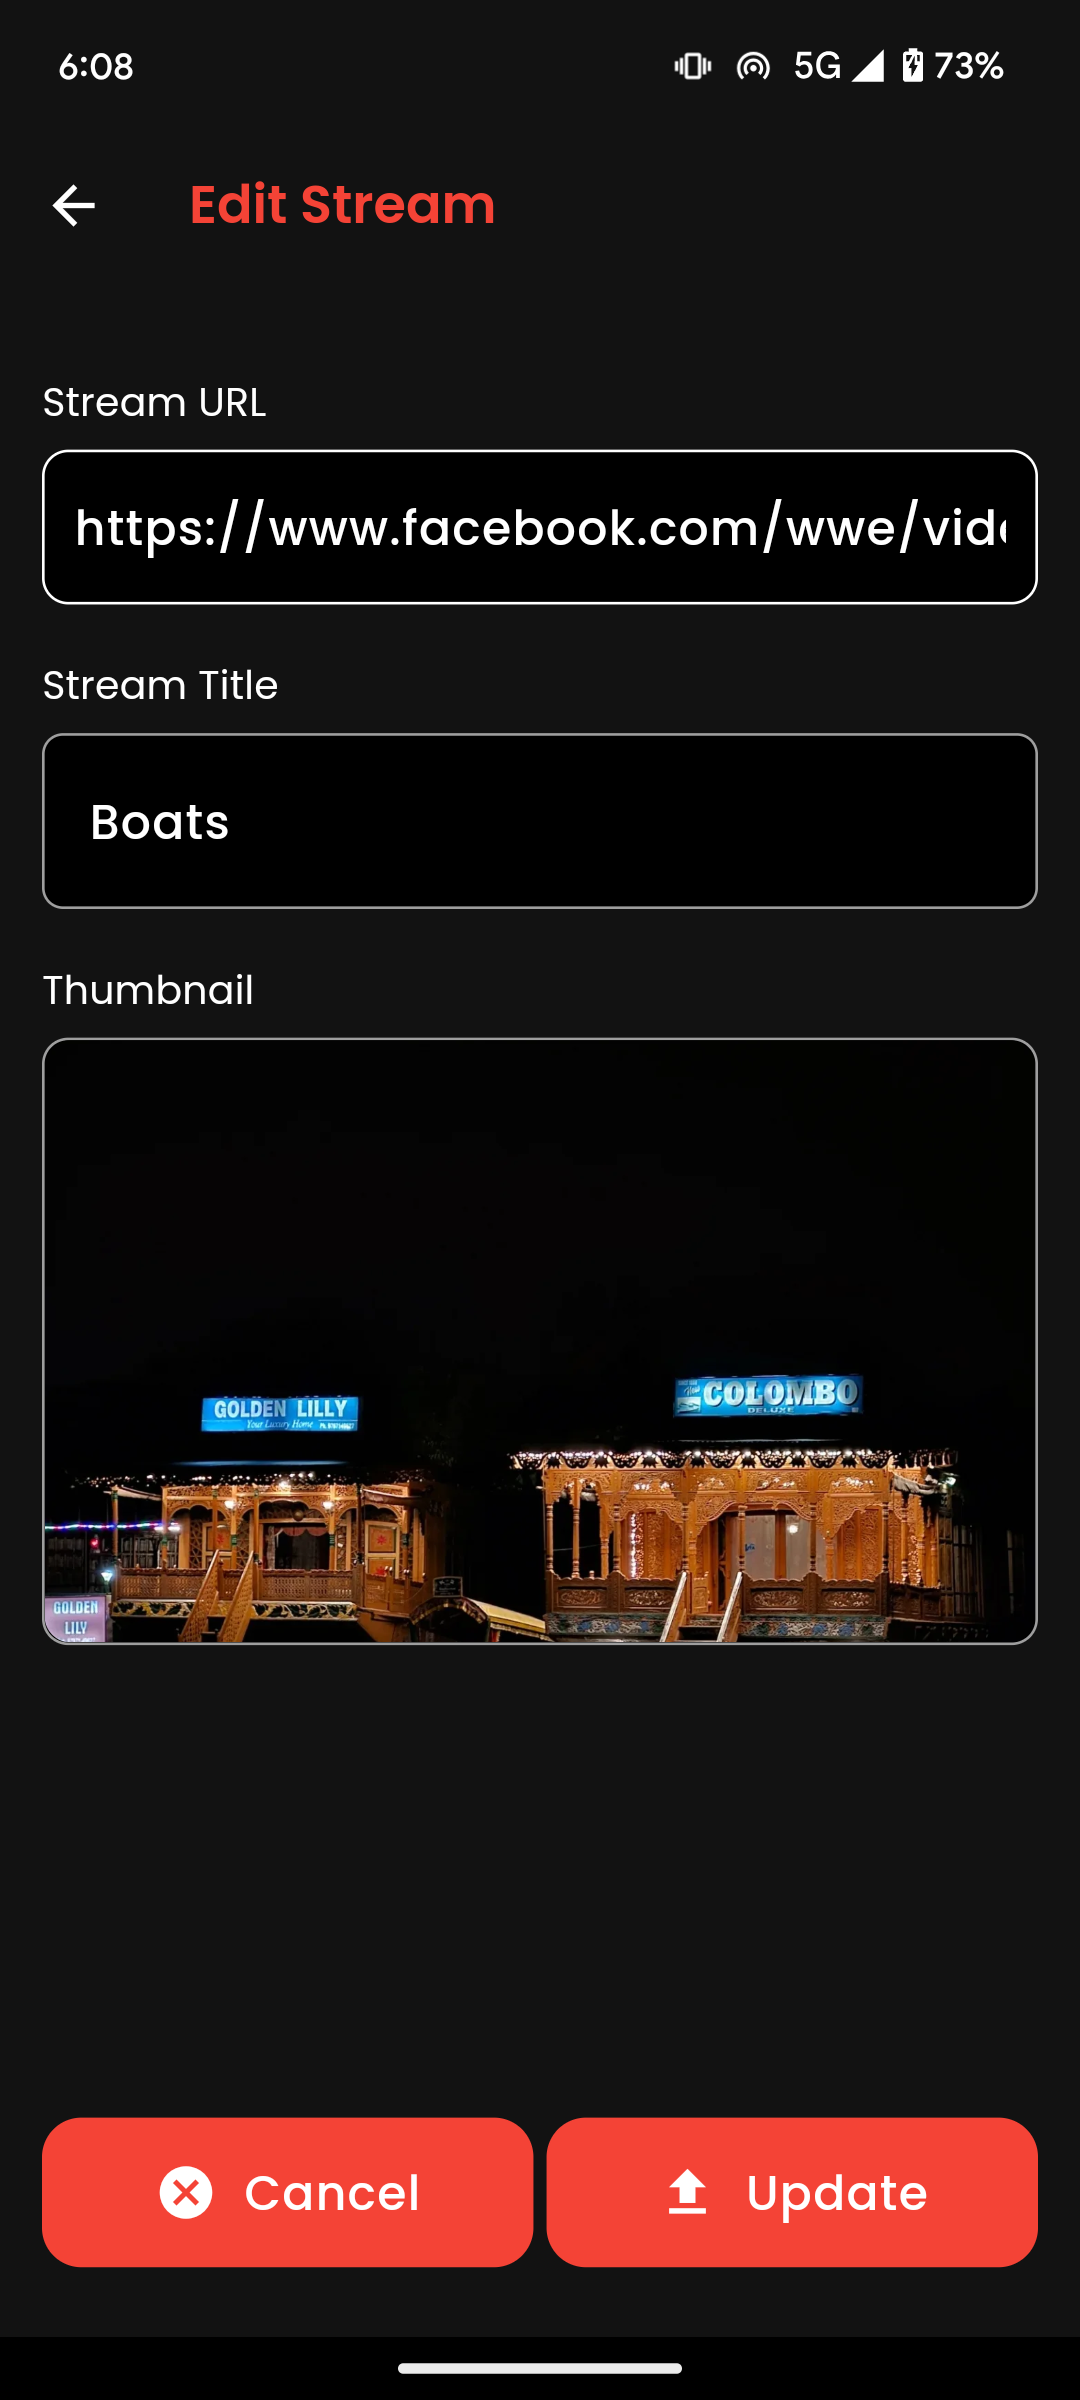 6:08 5G 73%
Edit Stream
Stream URL
https://www.facebook.com/wwe/vid
Stream Title
Boats
Thumbnail
GOLDEN LILLY
Your Luxury Home
COLOMBO
DELUXE
GOLDEN
LILY
Cancel Update